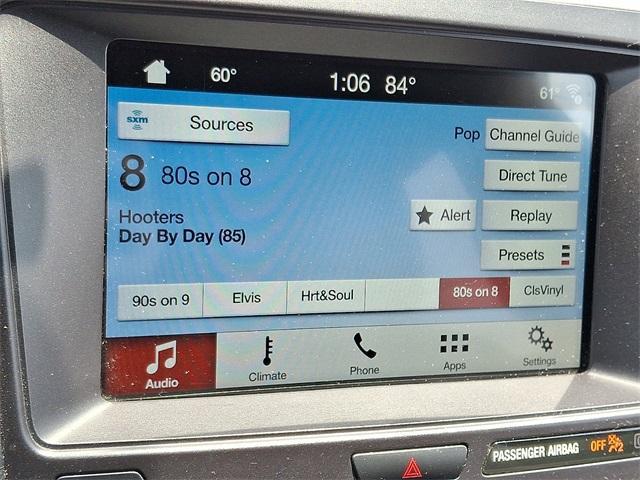 60° 1:06 84° 61°
sxm Sources
Pop Channel Guide
8 80s on 8
Direct Tune
Hooters
Alert Replay
Day By Day (85)
Presets
90s on 9 Elvis Hrt&Soul 80s on 8 ClsVinyl
Audio Climate Phone Apps Settings
PASSENGER AIRBAG OFF 2